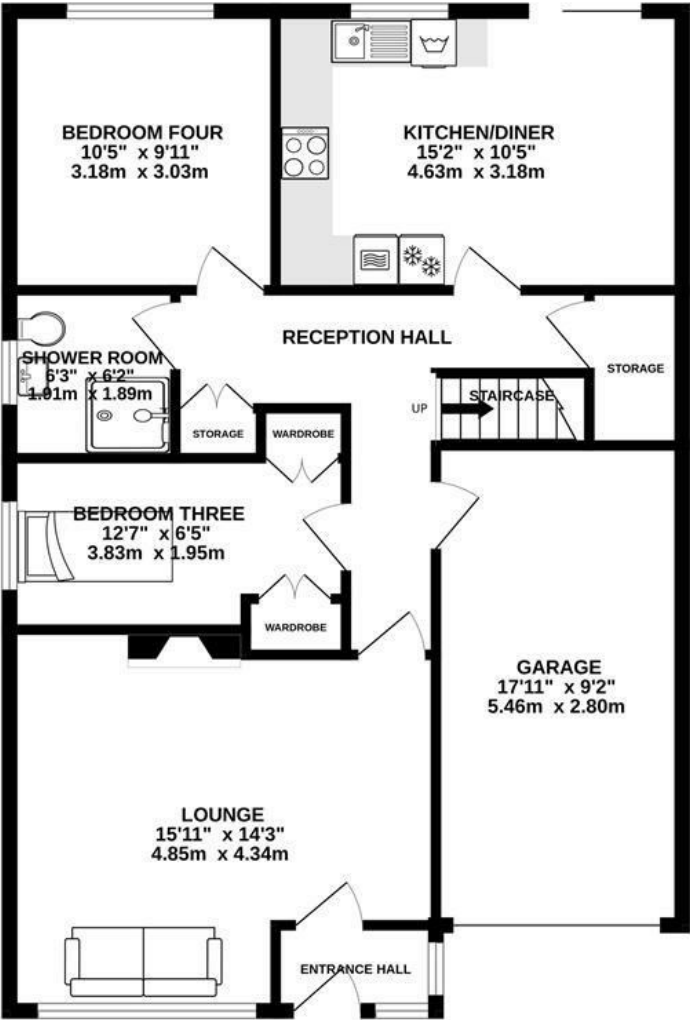 BEDROOM FOUR
10'5" x 9'11"
3.18m x 3.03m
KITCHEN/DINER
15'2" x 10'5"
4.63m x 3.18m
RECEPTION HALL
SHOWER ROOM
6'3" x 6'2"
1.91m x 1.89m
STORAGE
STAIRCASE
UP
STORAGE
WARDROBE
BEDROOM THREE
12'7" x 6'5"
3.83m x 1.95m
WARDROBE
GARAGE
17'11" x 9'2"
5.46m x 2.80m
LOUNGE
15'11" x 14'3"
4.85m x 4.34m
ENTRANCE HALL